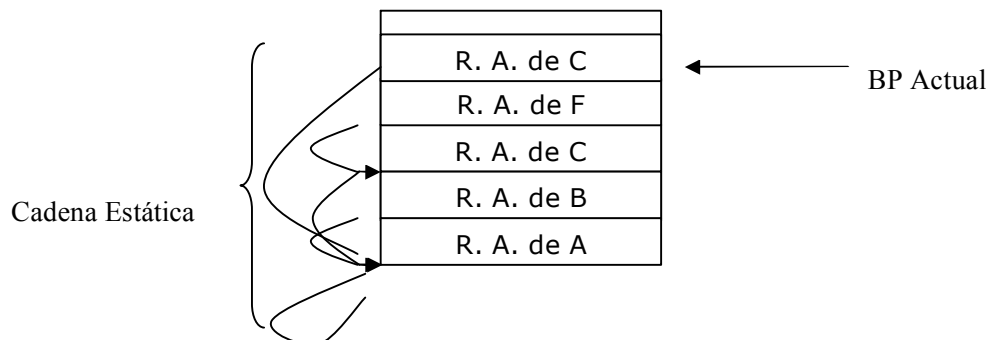 R. A. de C
BP Actual
R. A. de F
R. A. de C
Cadena Estática
R. A. de B
R. A. de A